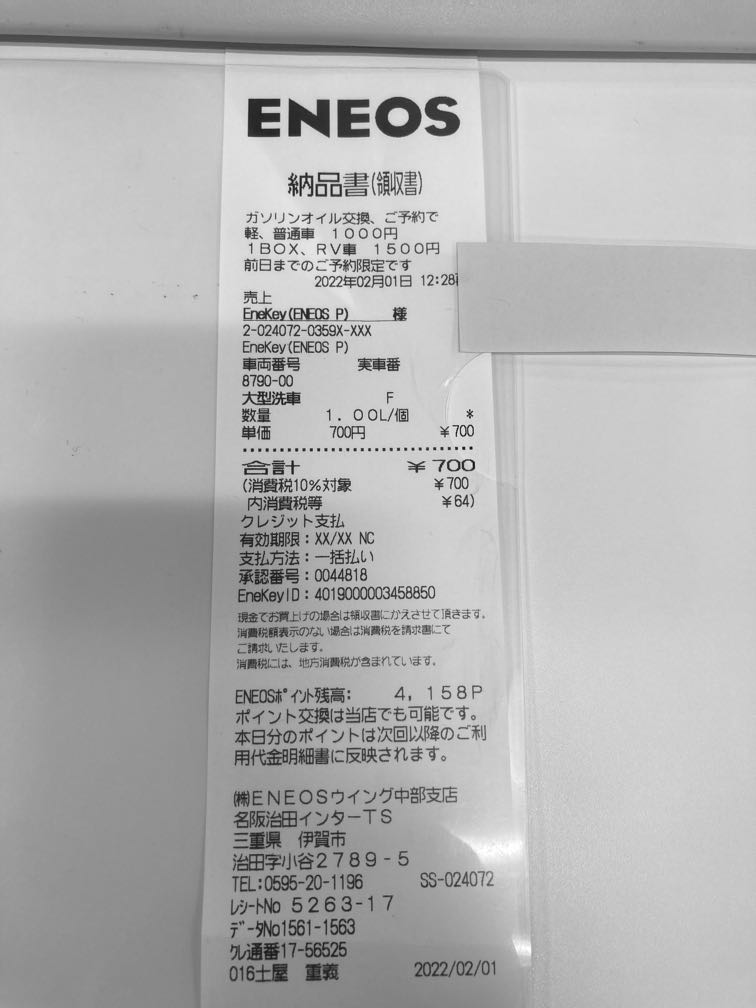 ENEOS
納品書(領収書)
ガソリンオイル交換、ご予約で
軽、普通車 1000円
1BOX、RV車 1500円
前日までのご予約限定です
2022年02月01日 12:28
売上
EneKey(ENEOS P) 様
2-024072-0359X-XXX
EneKey(ENEOS P)
車両番号 実車番
8790-00
大型洗車 F
数量 1.00L/個 *
単価 700円 ¥700
合計 ¥700
(消費税10%対象 ¥700
内消費税等 ¥64)
クレジット支払
有効期限:XX/XX NC
支払方法:一括払い
承認番号:0044818
EneKeyID:4019000003458850
現金でお買上げの場合は領収書にかえさせて頂きます。
消費税額表示のない場合は消費税を請求書にて
ご請求いたします。
消費税には、地方消費税が含まれています。
ENEOSポイント残高: 4,158P
ポイント交換は当店でも可能です。
本日分のポイントは次回以降のご利
用代金明細書に反映されます。
㈱ENEOSウイング中部支店
名阪治田インターTS
三重県 伊賀市
治田字小谷2789-5
TEL:0595-20-1196 SS-024072
レシートNo 5263-17
データNo1561-1563
クレ通番17-56525
016土屋 重義 2022/02/01